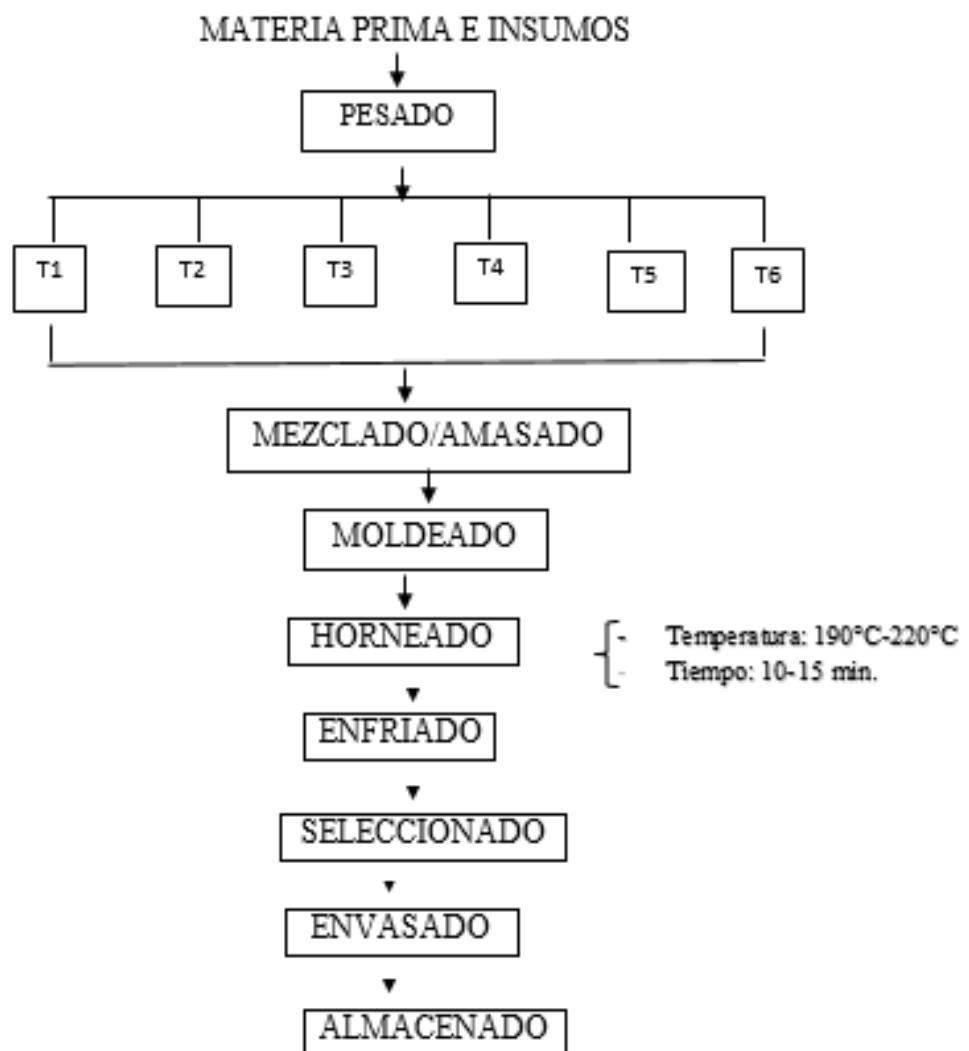 MATERIA PRIMA E INSUMOS
PESADO
T1 T2 T3 T4 T5 T6
MEZCLADO/AMASADO
MOLDEADO
HORNEADO
- Temperatura: 190°C-220°C
- Tiempo: 10-15 min.
ENFRIADO
SELECCIONADO
ENVASADO
ALMACENADO